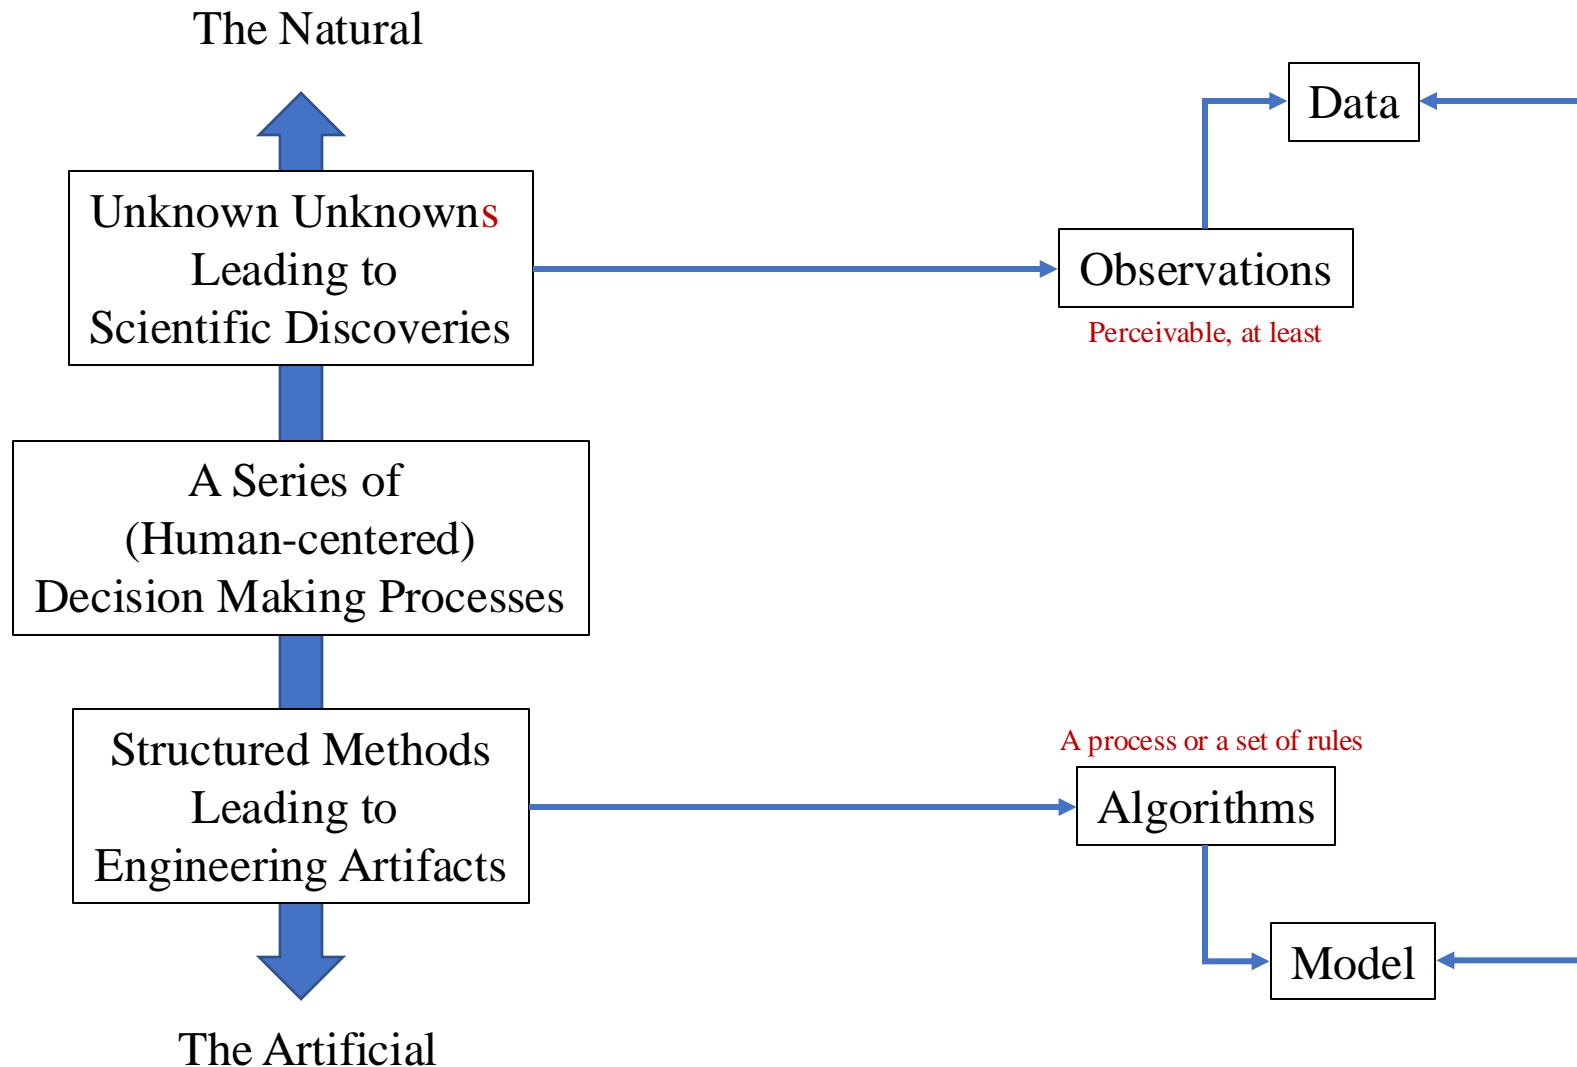 The Natural
Data
Unknown Unknowns
Leading to
Scientific Discoveries
Observations
Perceivable, at least
A Series of
(Human-centered)
Decision Making Processes
Structured Methods
Leading to
Engineering Artifacts
A process or a set of rules
Algorithms
Model
The Artificial